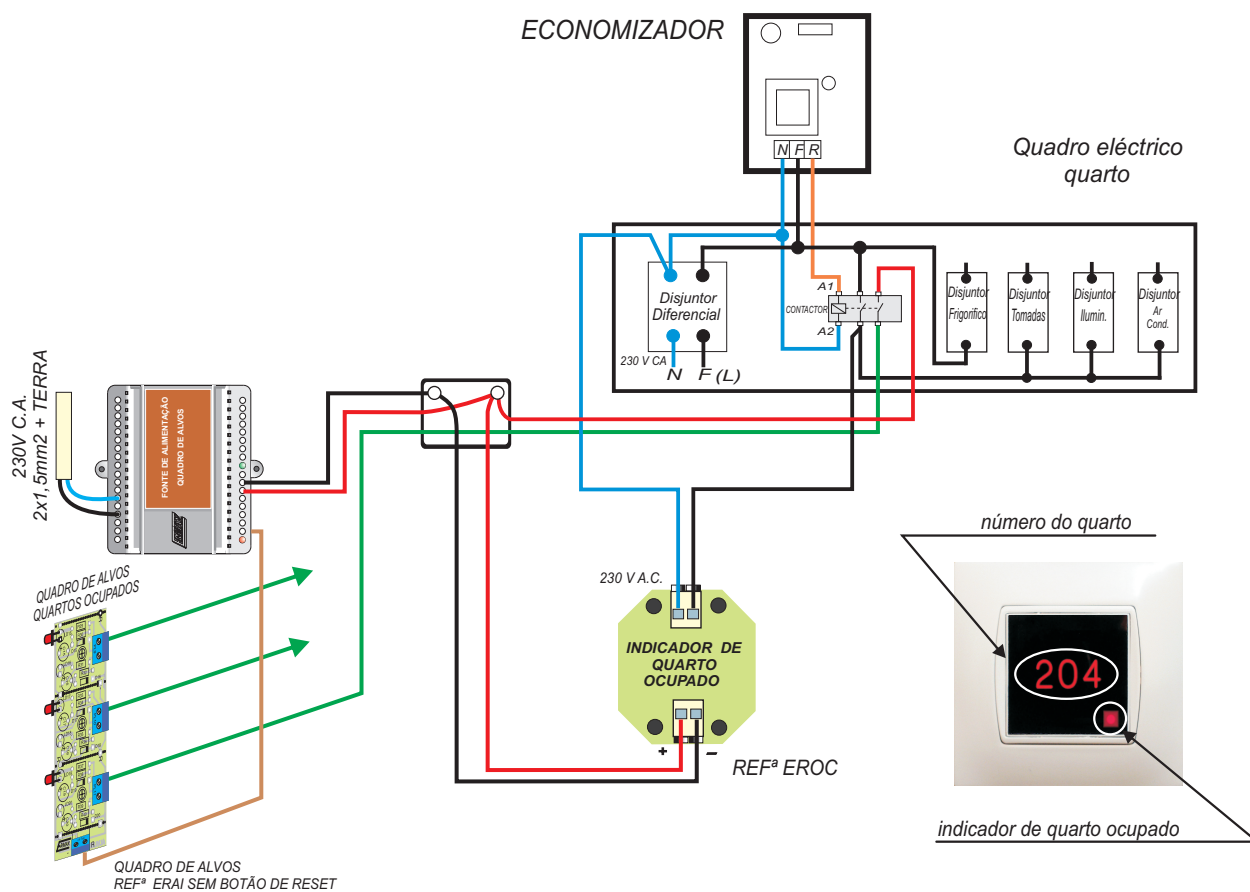 ECONOMIZADOR
N F R
Quadro eléctrico
quarto
Disjuntor
Diferencial
230 V CA
N F (L)
A1
CONTACTOR
A2
Disjuntor
Frigorifico
Disjuntor
Tomadas
Disjuntor
Ilumin.
Disjuntor
Ar
Cond.
230V C.A.
2x1,5mm2 + TERRA
FONTE DE ALIMENTAÇÃO
QUADRO DE ALVOS
QUADRO DE ALVOS
QUARTOS OCUPADOS
230 V A.C.
INDICADOR DE
QUARTO
OCUPADO
+ –
REFª EROC
número do quarto
204
indicador de quarto ocupado
QUADRO DE ALVOS
REFª ERAI SEM BOTÃO DE RESET